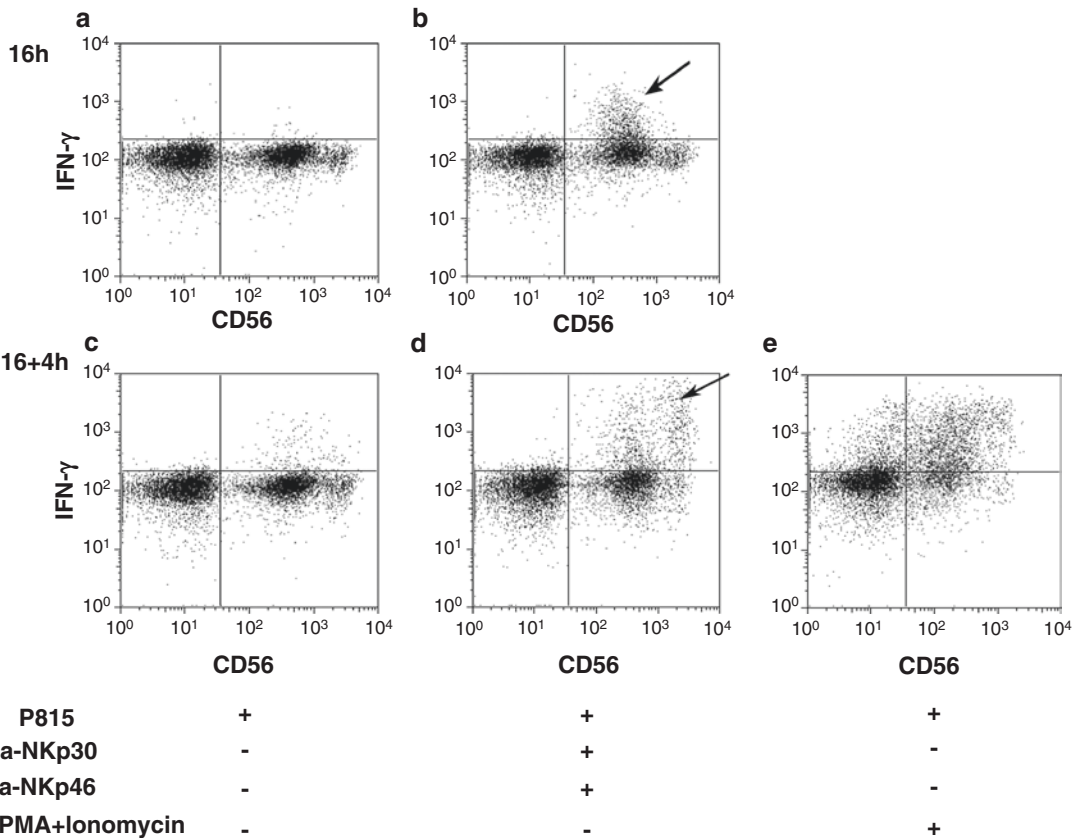 a
b
16h
10⁴
10³
10²
10¹
10⁰
IFN-γ
10⁰ 10¹ 10² 10³ 10⁴
CD56
10⁴
10³
10²
10¹
10⁰
10⁰ 10¹ 10² 10³ 10⁴
CD56
16+4h
c
d
e
10⁴
10³
10²
10¹
10⁰
IFN-γ
10⁰ 10¹ 10² 10³ 10⁴
CD56
10⁴
10³
10²
10¹
10⁰
10⁰ 10¹ 10² 10³ 10⁴
CD56
10⁴
10³
10²
10¹
10⁰
10⁰ 10¹ 10² 10³ 10⁴
CD56
P815 + + +
a-NKp30 - + -
a-NKp46 - + -
PMA+Ionomycin - - +